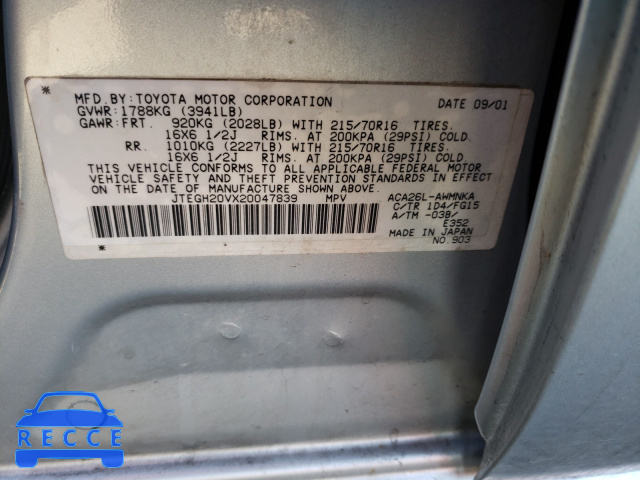 MFD.BY:TOYOTA MOTOR CORPORATION DATE 09/01
GVWR:1788KG (3941LB)
GAWR:FRT. 920KG (2028LB) WITH 215/70R16 TIRES.
16X6 1/2J RIMS. AT 200KPA (29PSI) COLD.
RR. 1010KG (2227LB) WITH 215/70R16 TIRES.
16X6 1/2J RIMS. AT 200KPA (29PSI) COLD.
THIS VEHICLE CONFORMS TO ALL APPLICABLE FEDERAL MOTOR
VEHICLE SAFETY AND THEFT PREVENTION STANDARDS IN EFFECT
ON THE DATE OF MANUFACTURE SHOWN ABOVE.
JTEGH20VX20047839 MPV ACA26L-AWMNKA
C/TR 1D4/FG15
A/TM -03B/
E352
MADE IN JAPAN
NO.903
RECCE